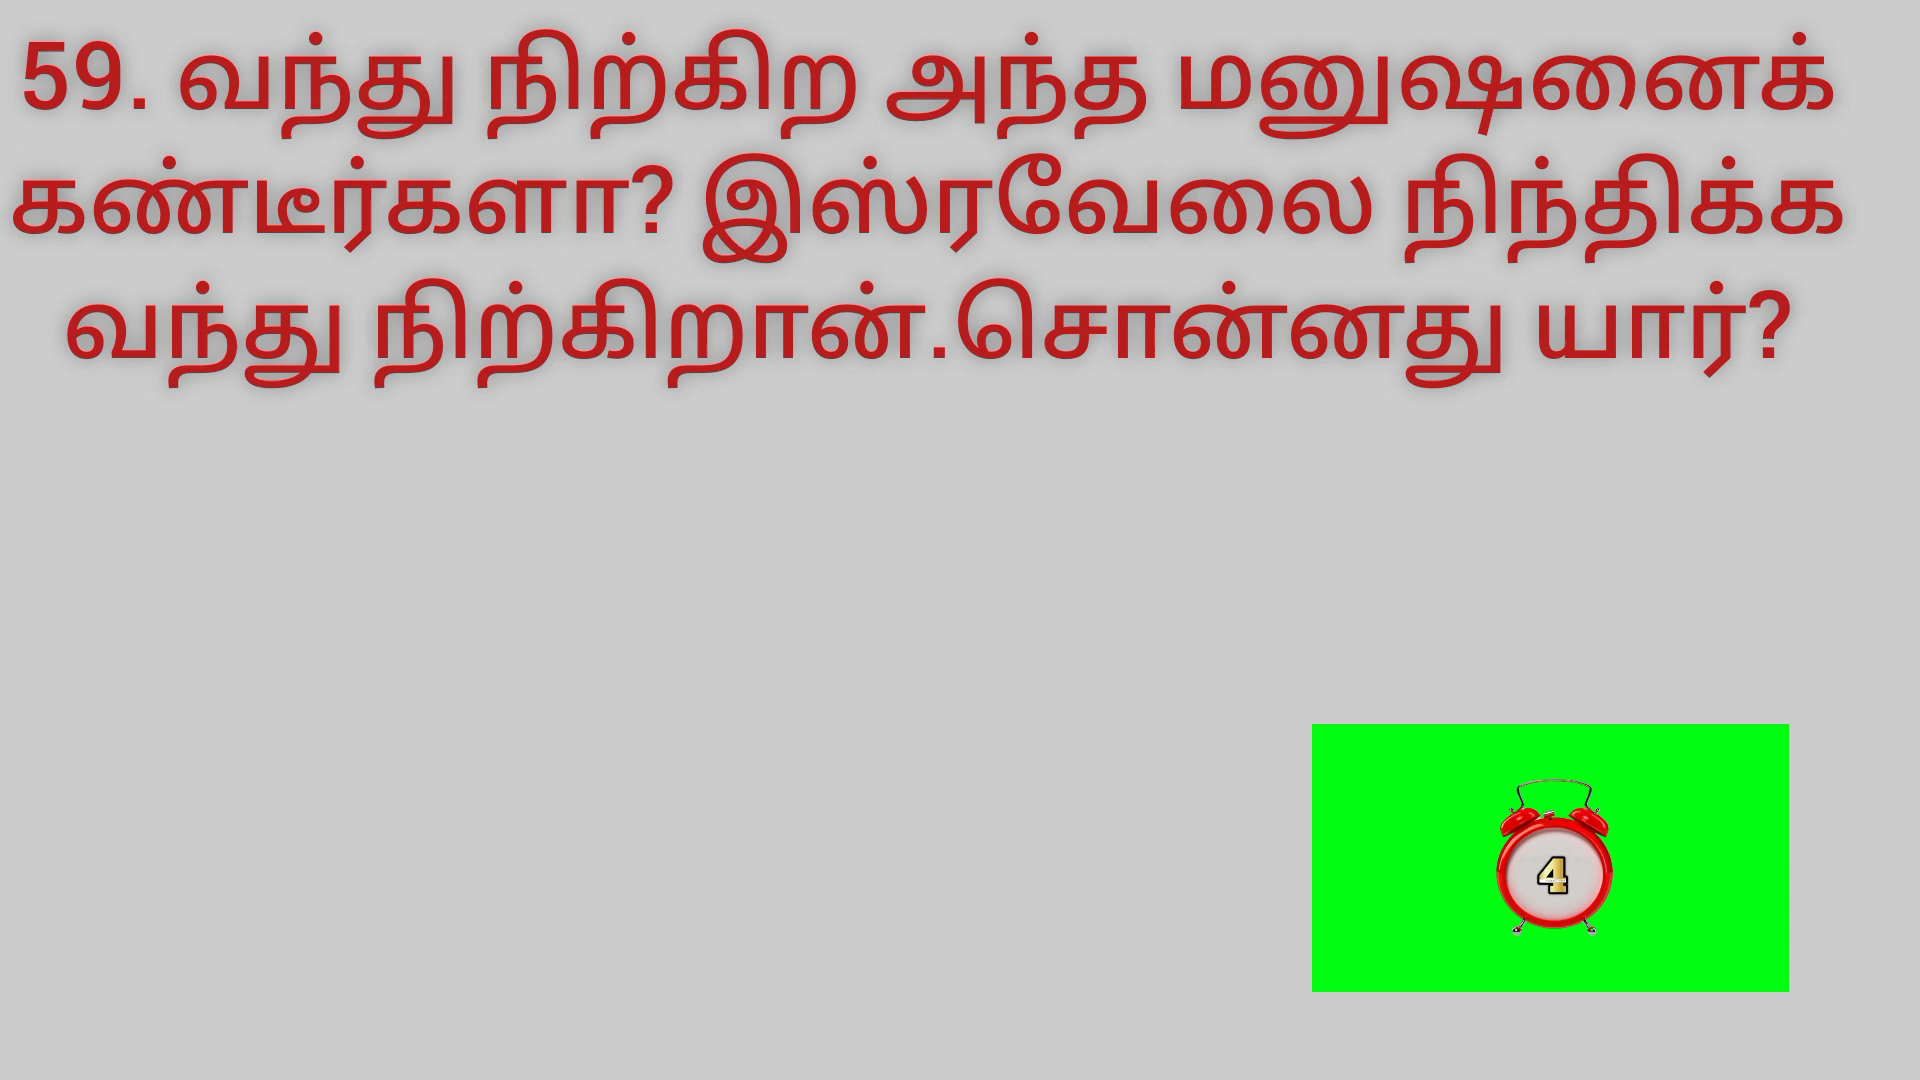 59. வந்து நிற்கிற அந்த மனுஷனைக்
கண்டீர்களா? இஸ்ரவேலை நிந்திக்க
வந்து நிற்கிறான்.சொன்னது யார்?
4